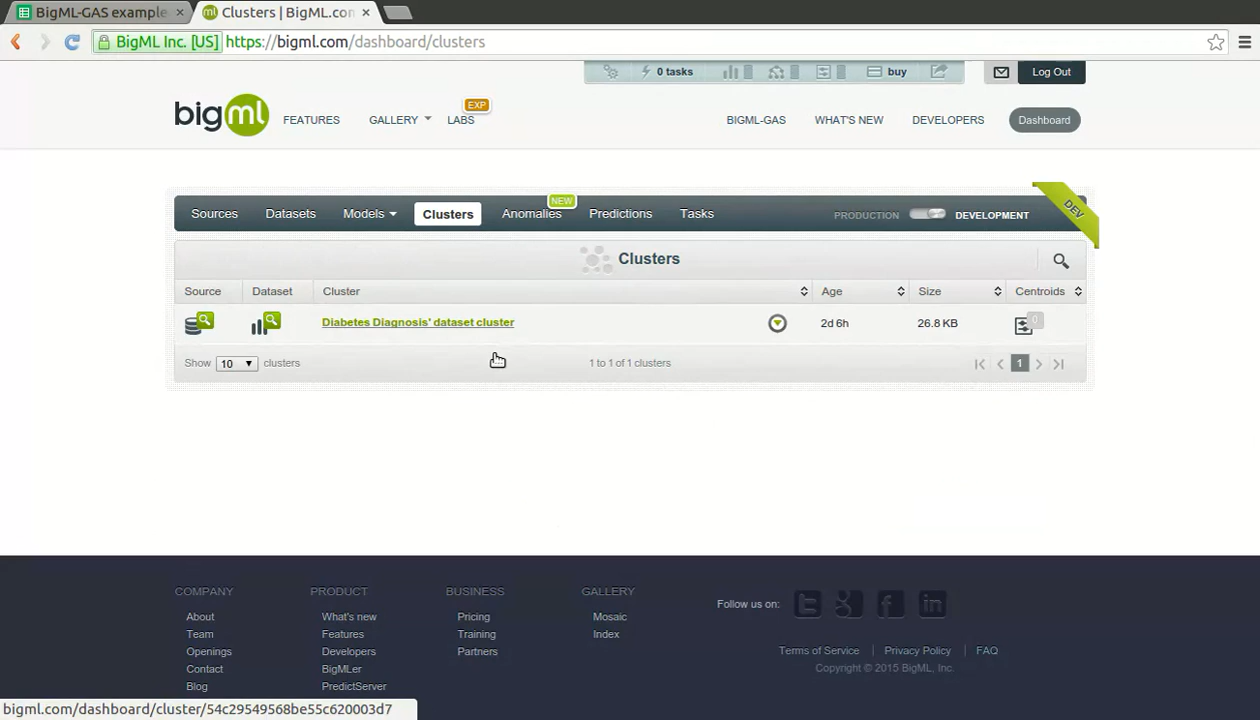 BigML-GAS example
Clusters | BigML.con
BigML Inc. [US] https://bigml.com/dashboard/clusters
0 tasks buy Log Out
EXP
bigml FEATURES GALLERY LABS BIGML-GAS WHAT'S NEW DEVELOPERS Dashboard
NEW
Sources Datasets Models Clusters Anomalies Predictions Tasks PRODUCTION DEVELOPMENT
DEV
Clusters
Source Dataset Cluster Age Size Centroids
Diabetes Diagnosis' dataset cluster 2d 6h 26.8 KB 0
Show 10 clusters 1 to 1 of 1 clusters 1
COMPANY PRODUCT BUSINESS GALLERY
Follow us on:
About What's new Pricing Mosaic
Team Features Training Index
Openings Developers Partners
Terms of Service Privacy Policy FAQ
Contact BigMLer
Copyright © 2015 BigML, Inc.
Blog PredictServer
bigml.com/dashboard/cluster/54c29549568be55c620003d7